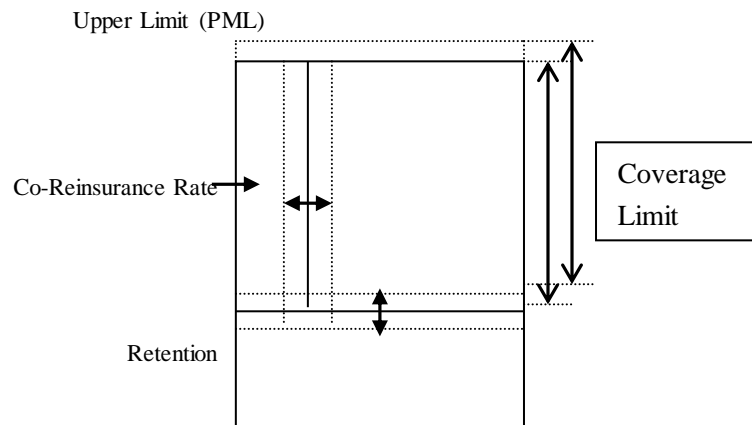 Upper Limit (PML)
Co-Reinsurance Rate
Coverage
Limit
Retention